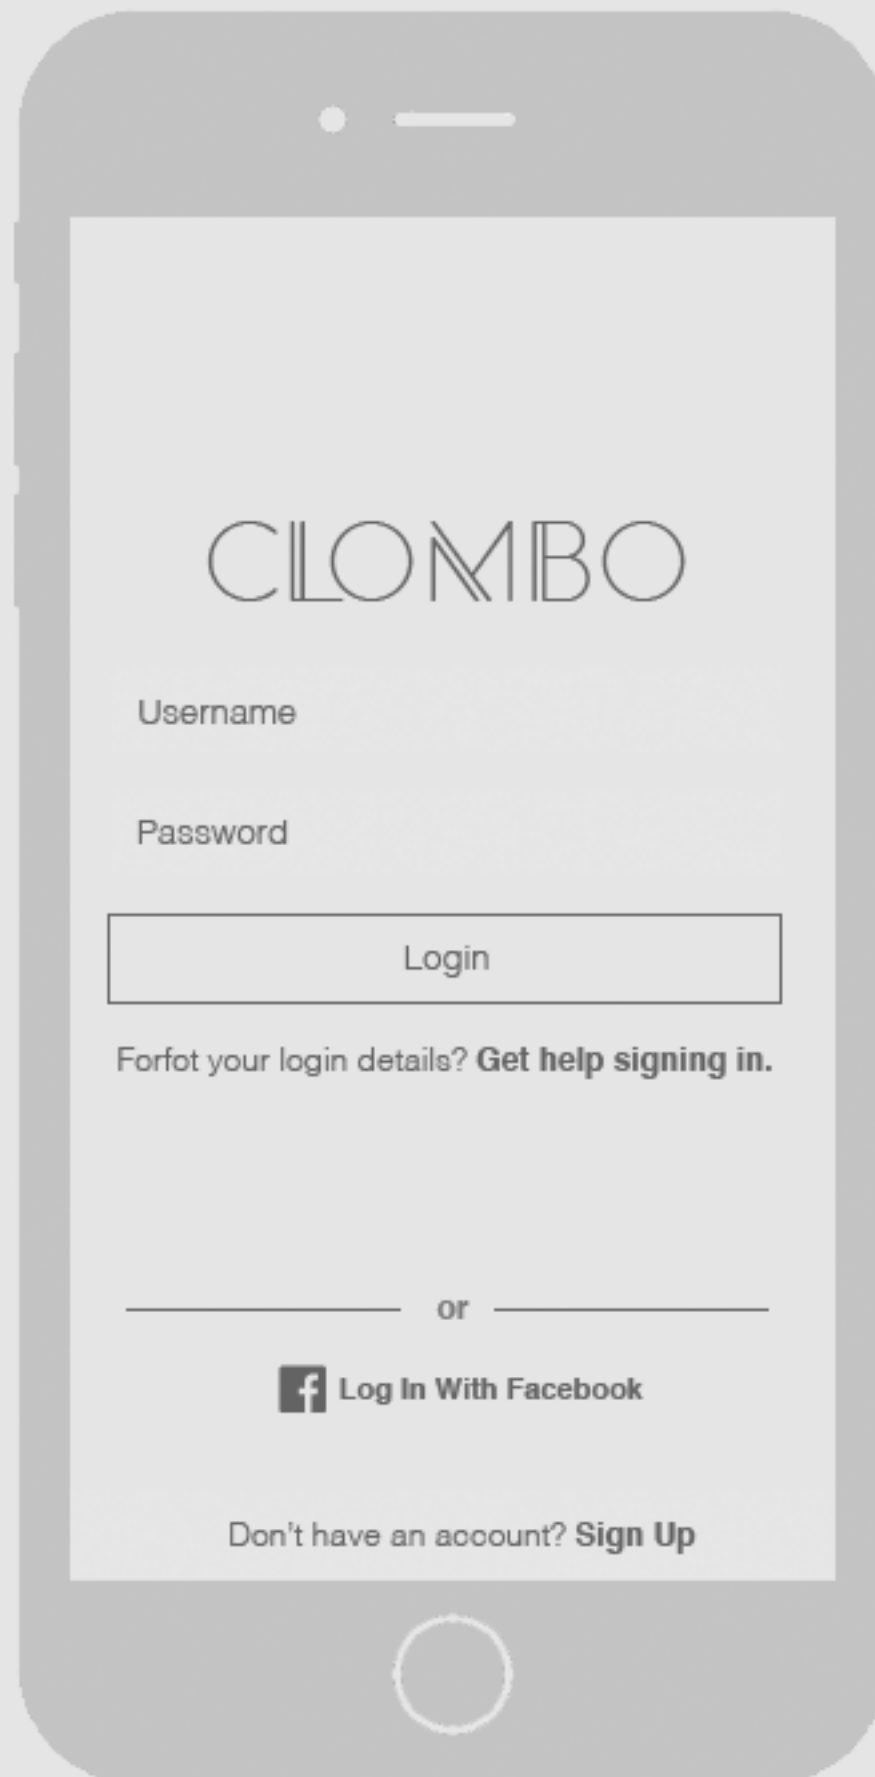 CLOMBO
Username
Password
Login
Forfot your login details? Get help signing in.
or
Log In With Facebook
Don't have an account? Sign Up